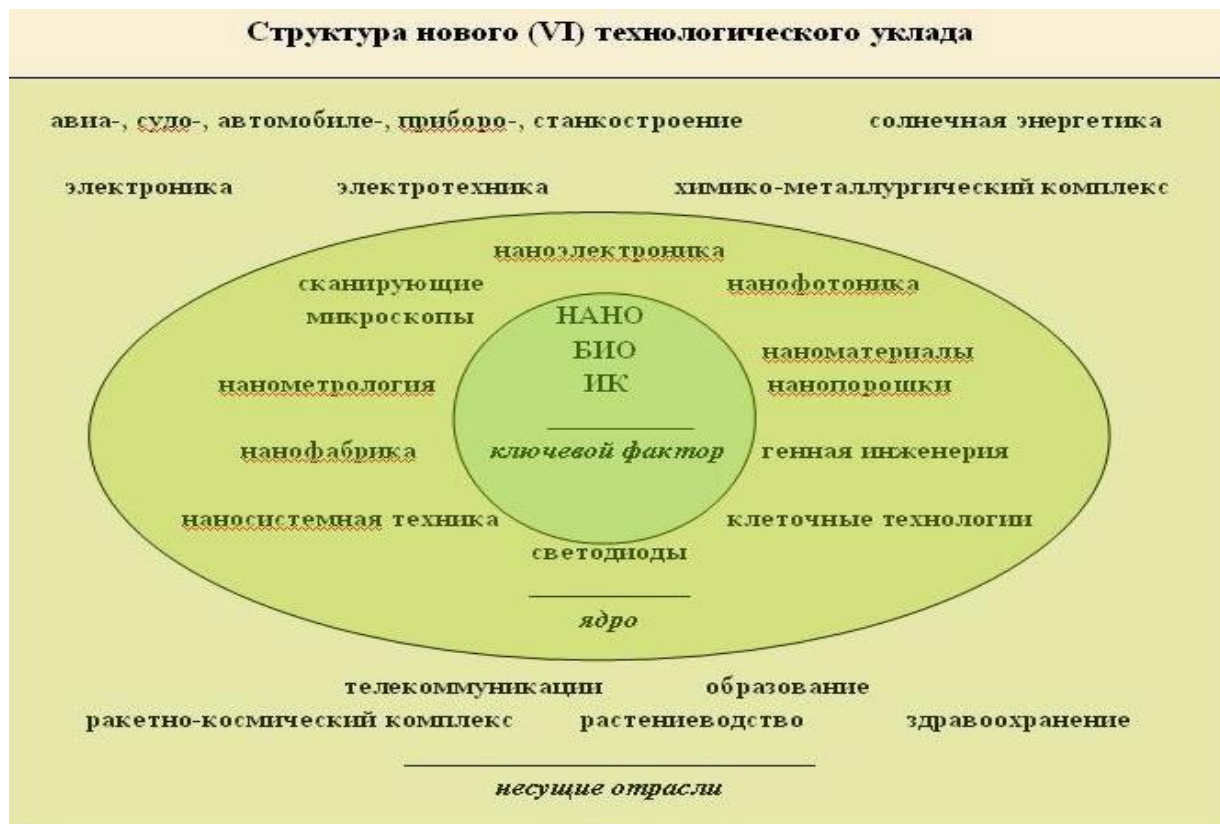 Структура нового (VI) технологического уклада
авиа-, судо-, автомобиле-, приборо-, станкостроение солнечная энергетика
электроника электротехника химико-металлургический комплекс
наноэлектроника
сканирующие нанофотоника
микроскопы НАНО
БИО наноматериалы
нанометрология ИК нанопорошки
нанофабрика ключевой фактор генная инженерия
наносистемная техника клеточные технологии
светодиоды
ядро
телекоммуникации образование
ракетно-космический комплекс растениеводство здравоохранение
несущие отрасли